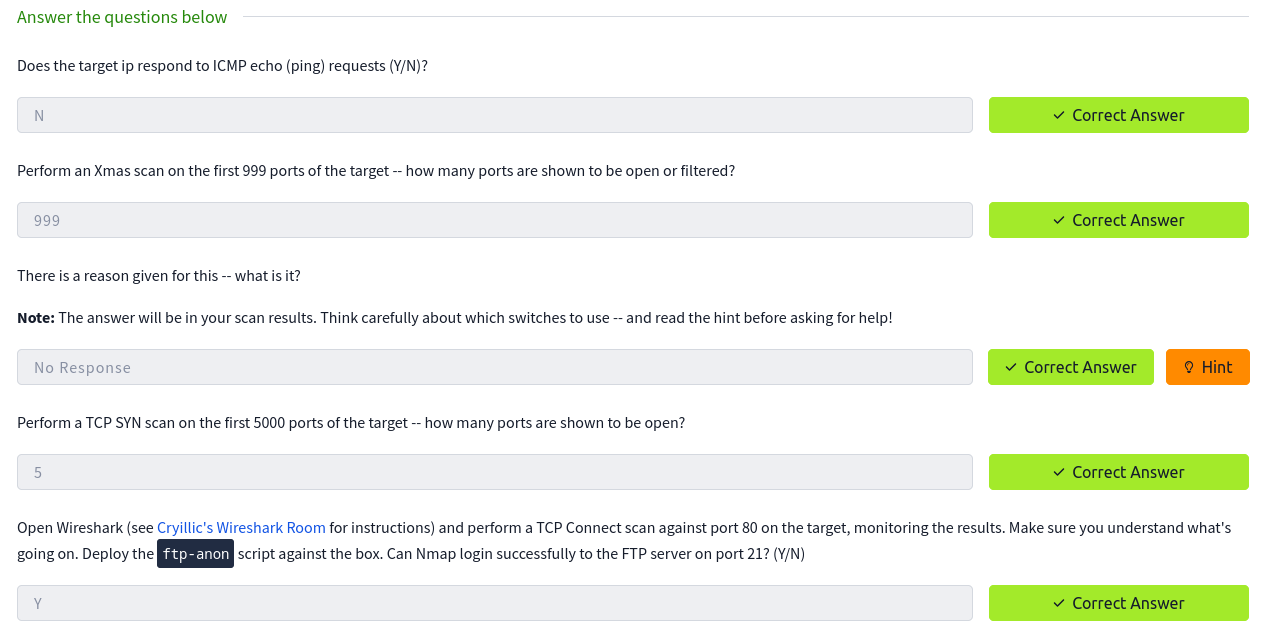 Answer the questions below
Does the target ip respond to ICMP echo (ping) requests (Y/N)?
N
Correct Answer
Perform an Xmas scan on the first 999 ports of the target -- how many ports are shown to be open or filtered?
999
Correct Answer
There is a reason given for this -- what is it?
Note: The answer will be in your scan results. Think carefully about which switches to use -- and read the hint before asking for help!
No Response
Correct Answer
Hint
Perform a TCP SYN scan on the first 5000 ports of the target -- how many ports are shown to be open?
5
Correct Answer
Open Wireshark (see Cryillic's Wireshark Room for instructions) and perform a TCP Connect scan against port 80 on the target, monitoring the results. Make sure you understand what's
going on. Deploy the ftp-anon script against the box. Can Nmap login successfully to the FTP server on port 21? (Y/N)
Y
Correct Answer